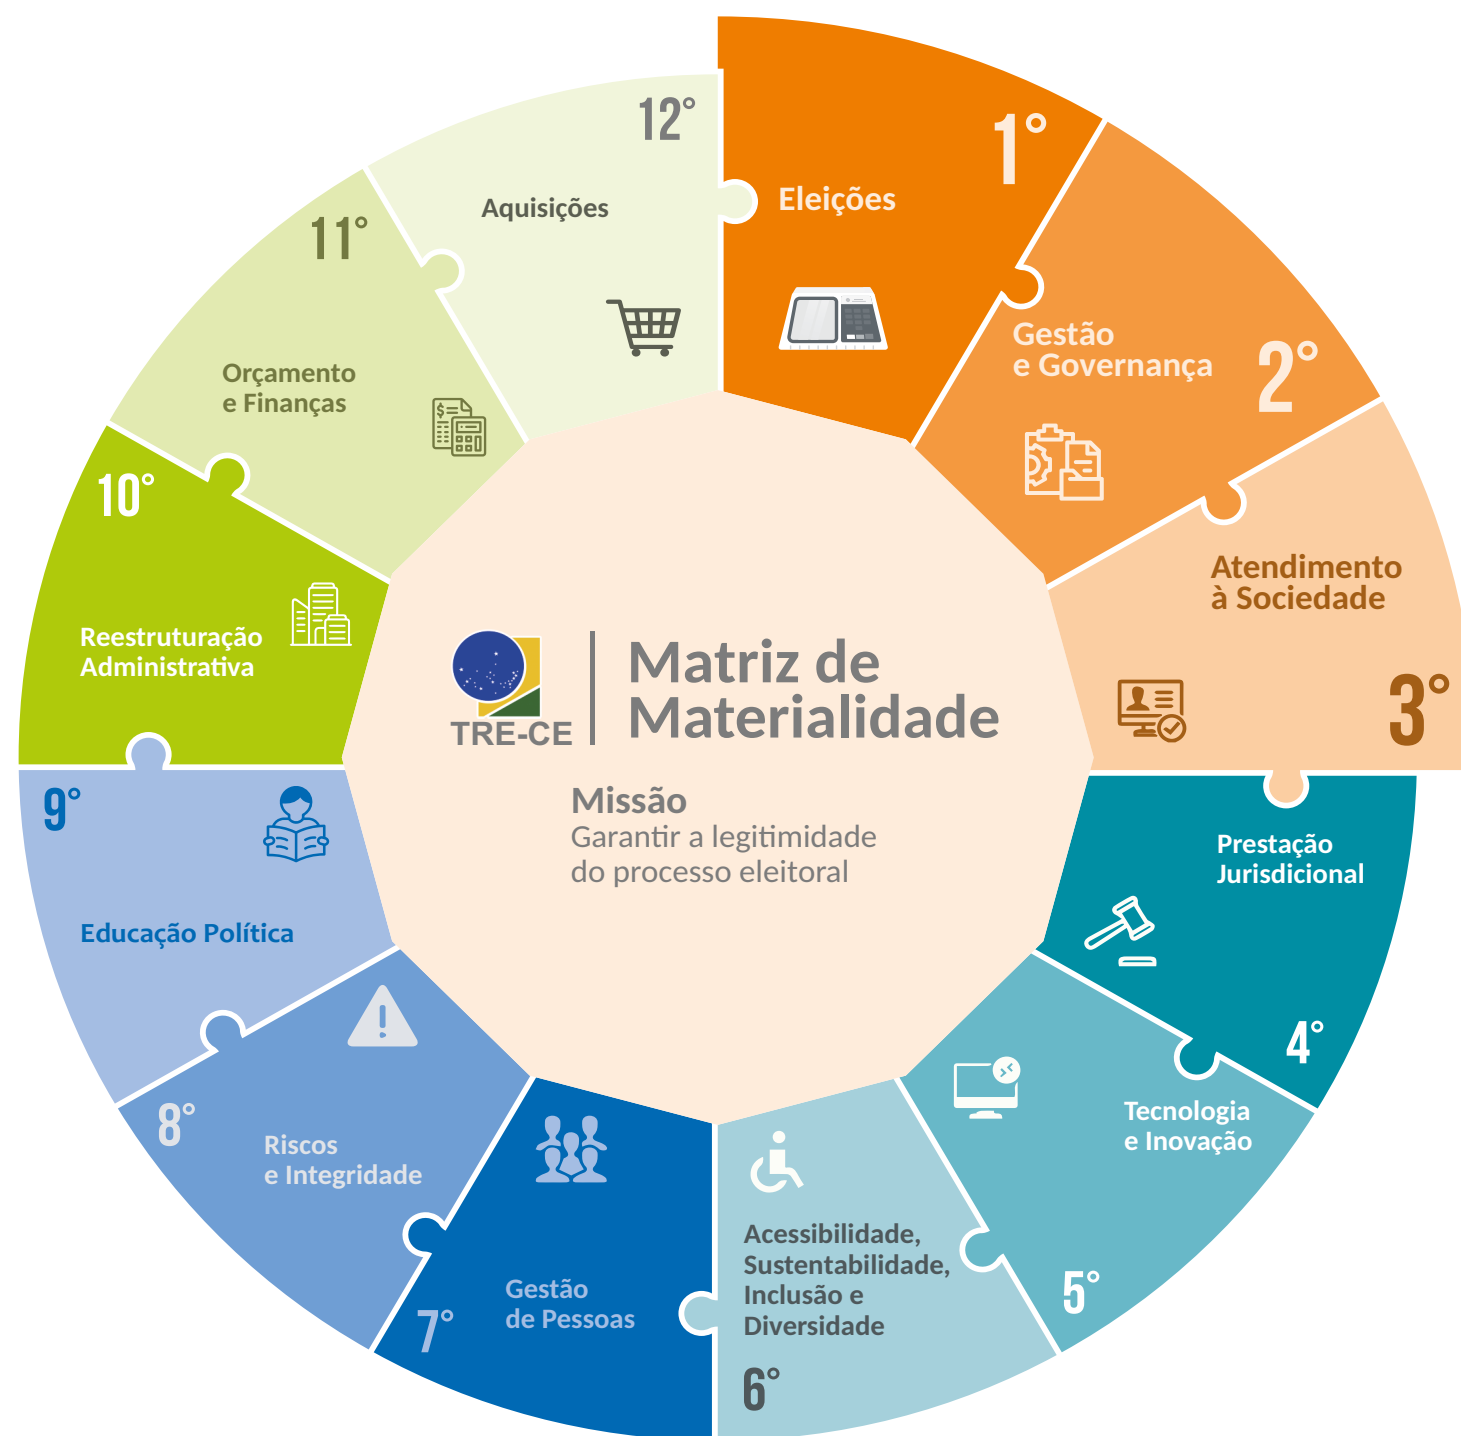 1°
Eleições
2°
Gestão
e Governança
3°
Atendimento
à Sociedade
4°
Prestação
Jurisdicional
5°
Tecnologia
e Inovação
6°
Acessibilidade,
Sustentabilidade,
Inclusão e
Diversidade
7°
Gestão
de Pessoas
8°
Riscos
e Integridade
9°
Educação Política
10°
Reestruturação
Administrativa
11°
Orçamento
e Finanças
12°
Aquisições
TRE-CE
Matriz de
Materialidade
Missão
Garantir a legitimidade
do processo eleitoral